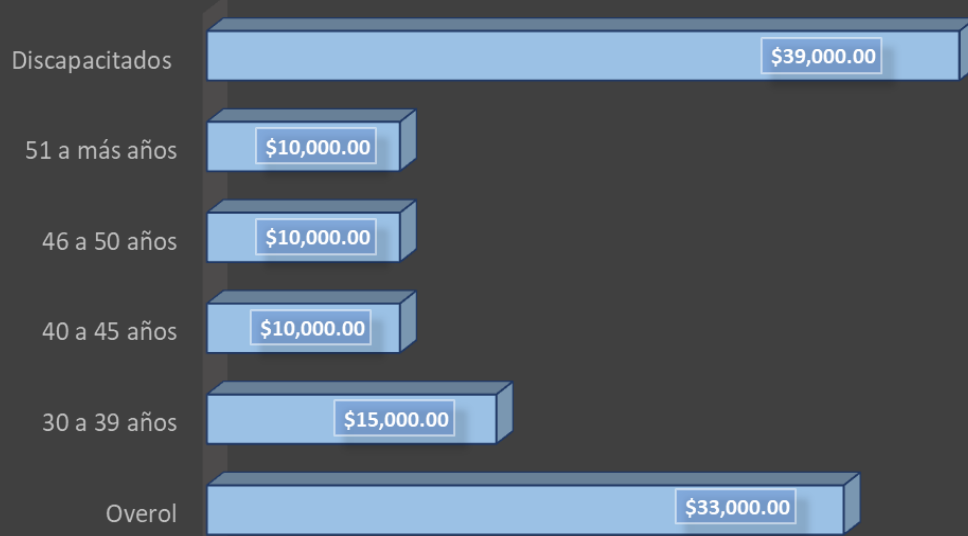 Discapacitados $39,000.00
51 a más años $10,000.00
46 a 50 años $10,000.00
40 a 45 años $10,000.00
30 a 39 años $15,000.00
Overol $33,000.00